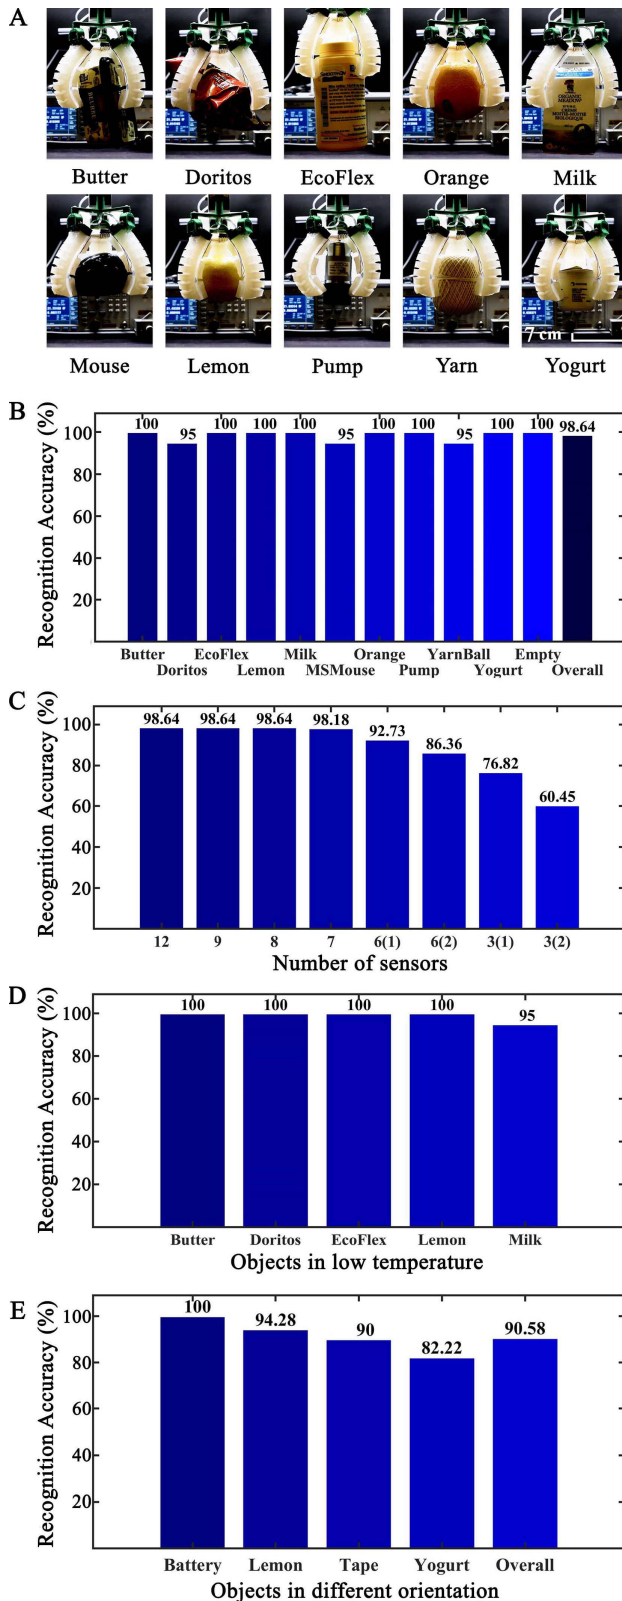 A
Butter Doritos EcoFlex Orange Milk
ORGANIC
MEADOW
Mouse Lemon Pump Yarn Yogurt
7 cm
B
Recognition Accuracy (%)
100 95 100 100 100 95 100 100 95 100 100 98.64
100
80
60
40
20
Butter EcoFlex Milk Orange YarnBall Empty
Doritos Lemon MSMouse Pump Yogurt Overall
C
Recognition Accuracy (%)
98.64 98.64 98.64 98.18 92.73 86.36 76.82 60.45
100
80
60
40
20
12 9 8 7 6(1) 6(2) 3(1) 3(2)
Number of sensors
D
Recognition Accuracy (%)
100 100 100 100 95
100
80
60
40
20
Butter Doritos EcoFlex Lemon Milk
Objects in low temperature
E
Recognition Accuracy (%)
100 94.28 90 82.22 90.58
100
80
60
40
20
Battery Lemon Tape Yogurt Overall
Objects in different orientation